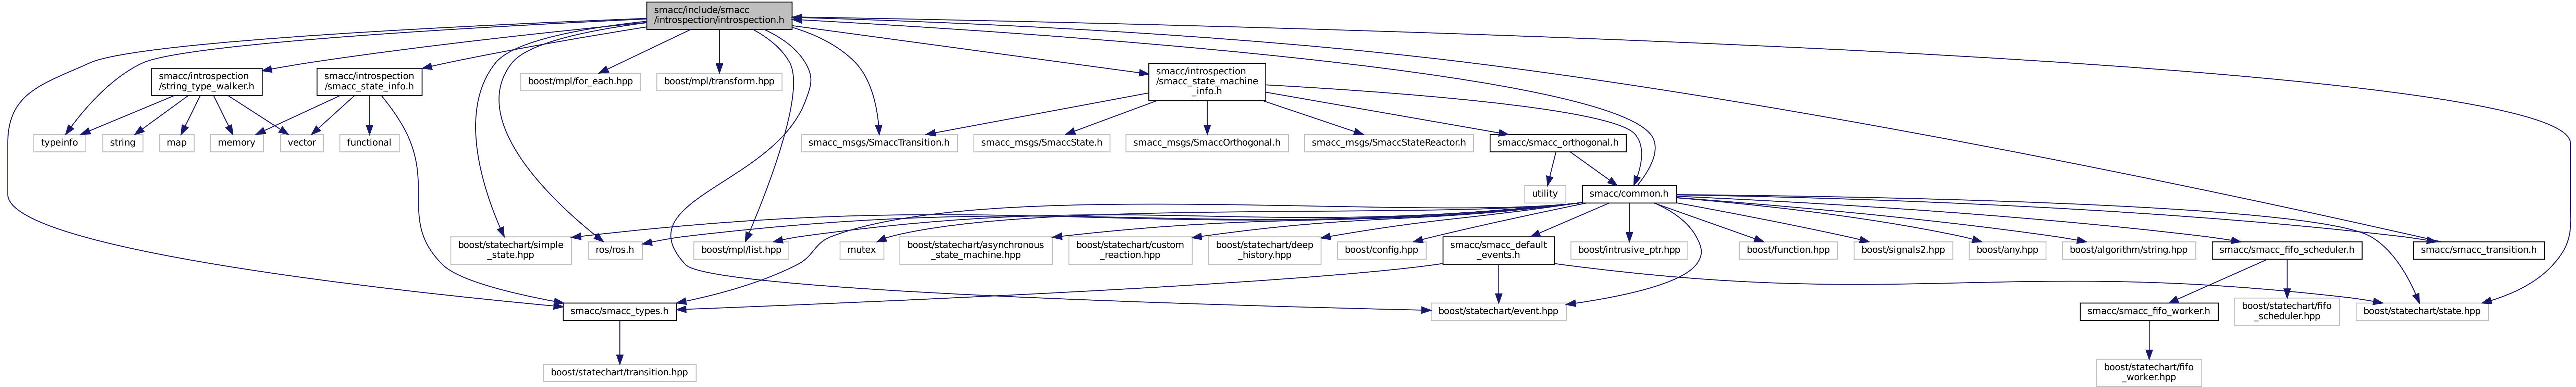 smacc/include/smacc
/introspection/introspection.h
smacc/introspection
/string_type_walker.h
smacc/introspection
/smacc_state_info.h
boost/mpl/for_each.hpp
boost/mpl/transform.hpp
smacc/introspection
/smacc_state_machine
_info.h
typeinfo
string
map
memory
vector
functional
smacc_msgs/SmaccTransition.h
smacc_msgs/SmaccState.h
smacc_msgs/SmaccOrthogonal.h
smacc_msgs/SmaccStateReactor.h
smacc/smacc_orthogonal.h
utility
smacc/common.h
boost/statechart/simple
_state.hpp
ros/ros.h
boost/mpl/list.hpp
mutex
boost/statechart/asynchronous
_state_machine.hpp
boost/statechart/custom
_reaction.hpp
boost/statechart/deep
_history.hpp
boost/config.hpp
smacc/smacc_default
_events.h
boost/intrusive_ptr.hpp
boost/function.hpp
boost/signals2.hpp
boost/any.hpp
boost/algorithm/string.hpp
smacc/smacc_fifo_scheduler.h
smacc/smacc_transition.h
smacc/smacc_types.h
boost/statechart/event.hpp
smacc/smacc_fifo_worker.h
boost/statechart/fifo
_scheduler.hpp
boost/statechart/state.hpp
boost/statechart/transition.hpp
boost/statechart/fifo
_worker.hpp